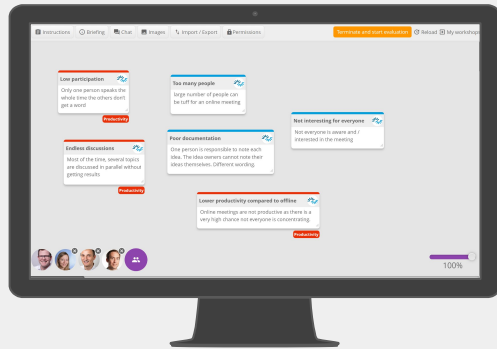 Instructions Briefing Chat Images Import / Export Permissions Terminate and start evaluation Reload My workshops
Low participation
Only one person speaks the
whole time the others don't
get a word
Productivity
Too many people
large number of people can
be tuff for an online meeting
Not interesting for everyone
Not everyone is aware and /
interested in the meeting
Endless discussions
Most of the time, several topics
are discussed in parallel without
getting results
Productivity
Poor documentation
One person is responsible to note each
idea. The idea owners cannot note their
ideas themselves. Different wording.
Lower productivity compared to offline
Online meetings are not productive as there is a
very high chance not everyone is concentrating
Productivity
100%